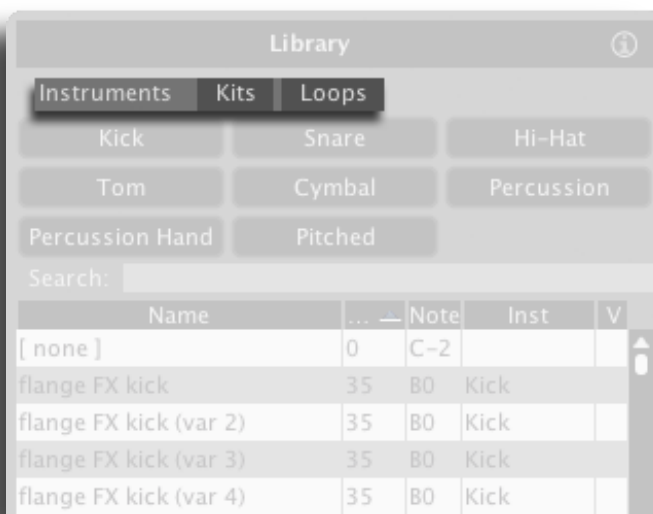 Library
Instruments Kits Loops
Kick Snare Hi-Hat
Tom Cymbal Percussion
Percussion Hand Pitched
Search:
Name ... Note Inst V
[ none ] 0 C-2
flange FX kick 35 B0 Kick
flange FX kick (var 2) 35 B0 Kick
flange FX kick (var 3) 35 B0 Kick
flange FX kick (var 4) 35 B0 Kick